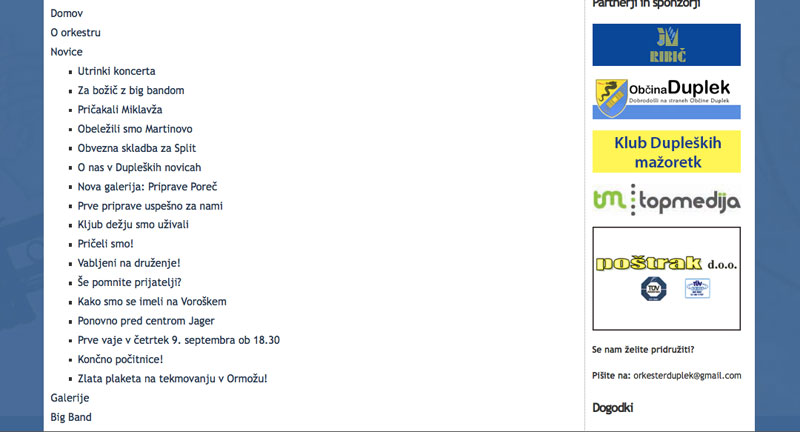 Domov
O orkestru
Novice
Utrinki koncerta
Za božič z big bandom
Pričakali Miklavža
Obeležili smo Martinovo
Obvezna skladba za Split
O nas v Dupleških novicah
Nova galerija: Priprave Poreč
Prve priprave uspešno za nami
Kljub dežju smo uživali
Pričeli smo!
Vabljeni na druženje!
Še pomnite prijatelji?
Kako smo se imeli na Voroškem
Ponovno pred centrom Jager
Prve vaje v četrtek 9. septembra ob 18.30
Končno počitnice!
Zlata plaketa na tekmovanju v Ormožu!
Galerije
Big Band
Partnerji in sponzorji
RIBIČ
Občina Duplek
Dobrodošli na straneh Občine Duplek
Klub Dupleških
mažoretk
tm topmedija
poštrak d.o.o.
TÜV
Se nam želite pridružiti?
Pišite na: orkesterduplek@gmail.com
Dogodki